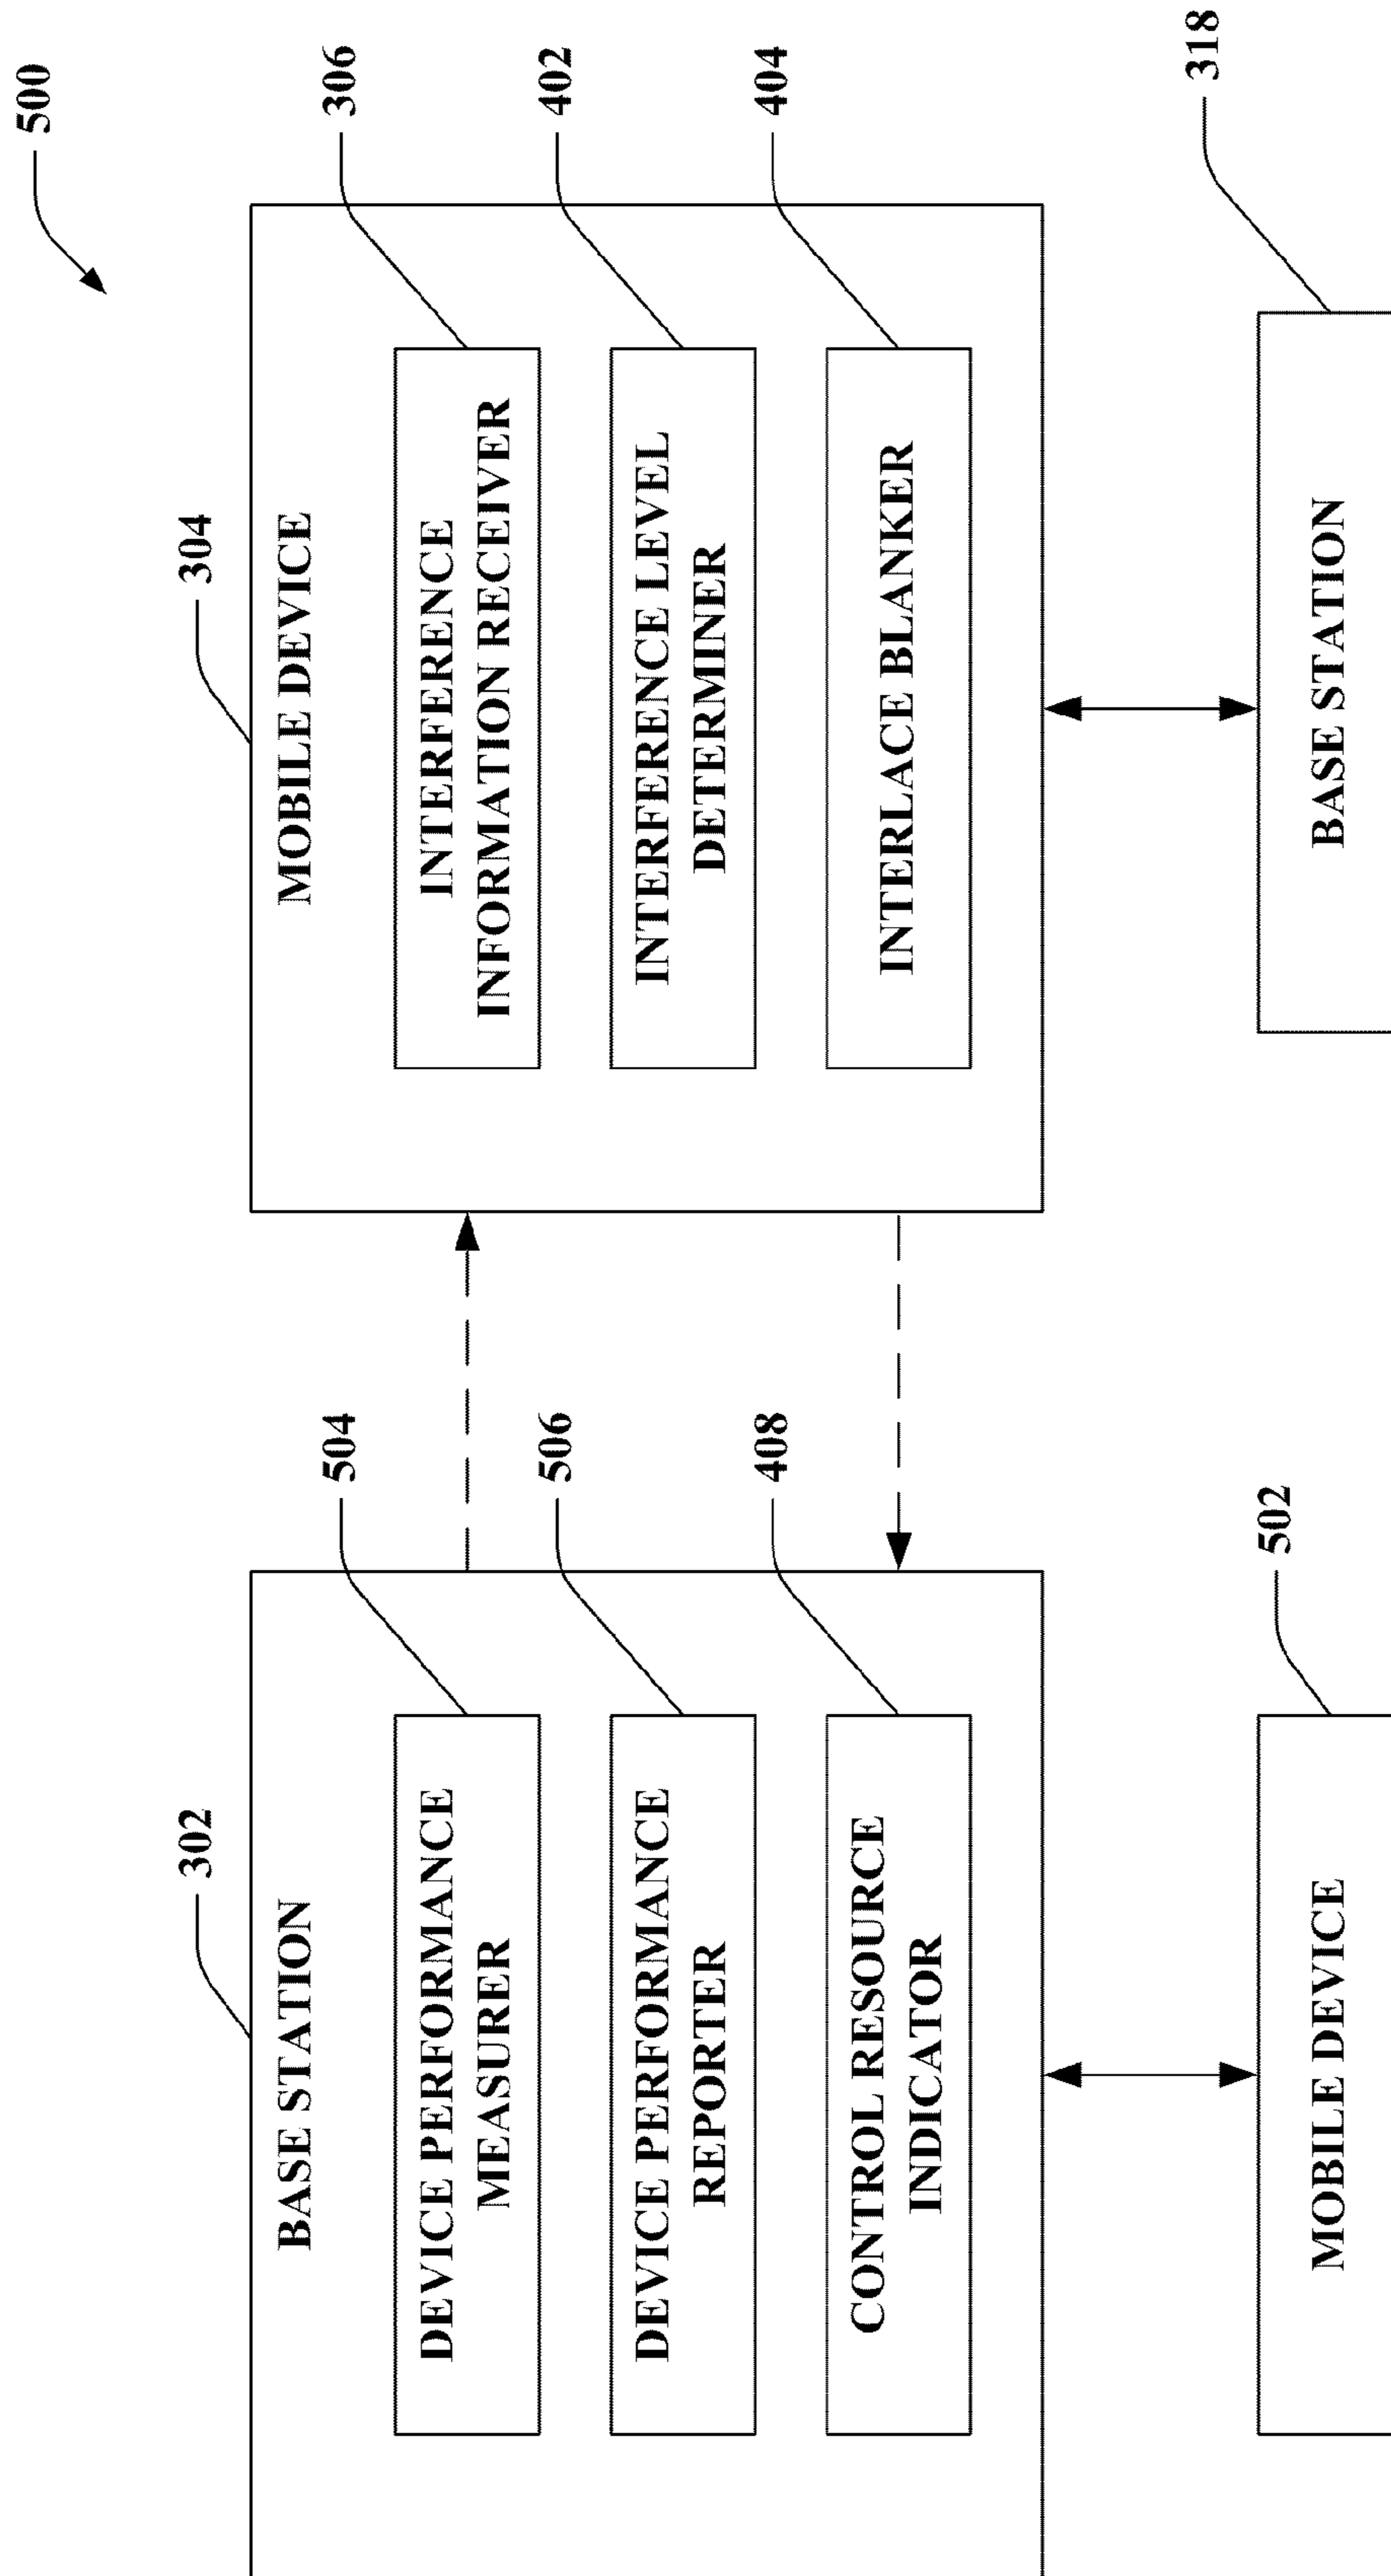 500
302
BASE STATION
504
DEVICE PERFORMANCE
MEASURER
506
DEVICE PERFORMANCE
REPORTER
408
CONTROL RESOURCE
INDICATOR
502
MOBILE DEVICE
304
MOBILE DEVICE
306
INTERFERENCE
INFORMATION RECEIVER
402
INTERFERENCE LEVEL
DETERMINER
404
INTERLACE BLANKER
318
BASE STATION